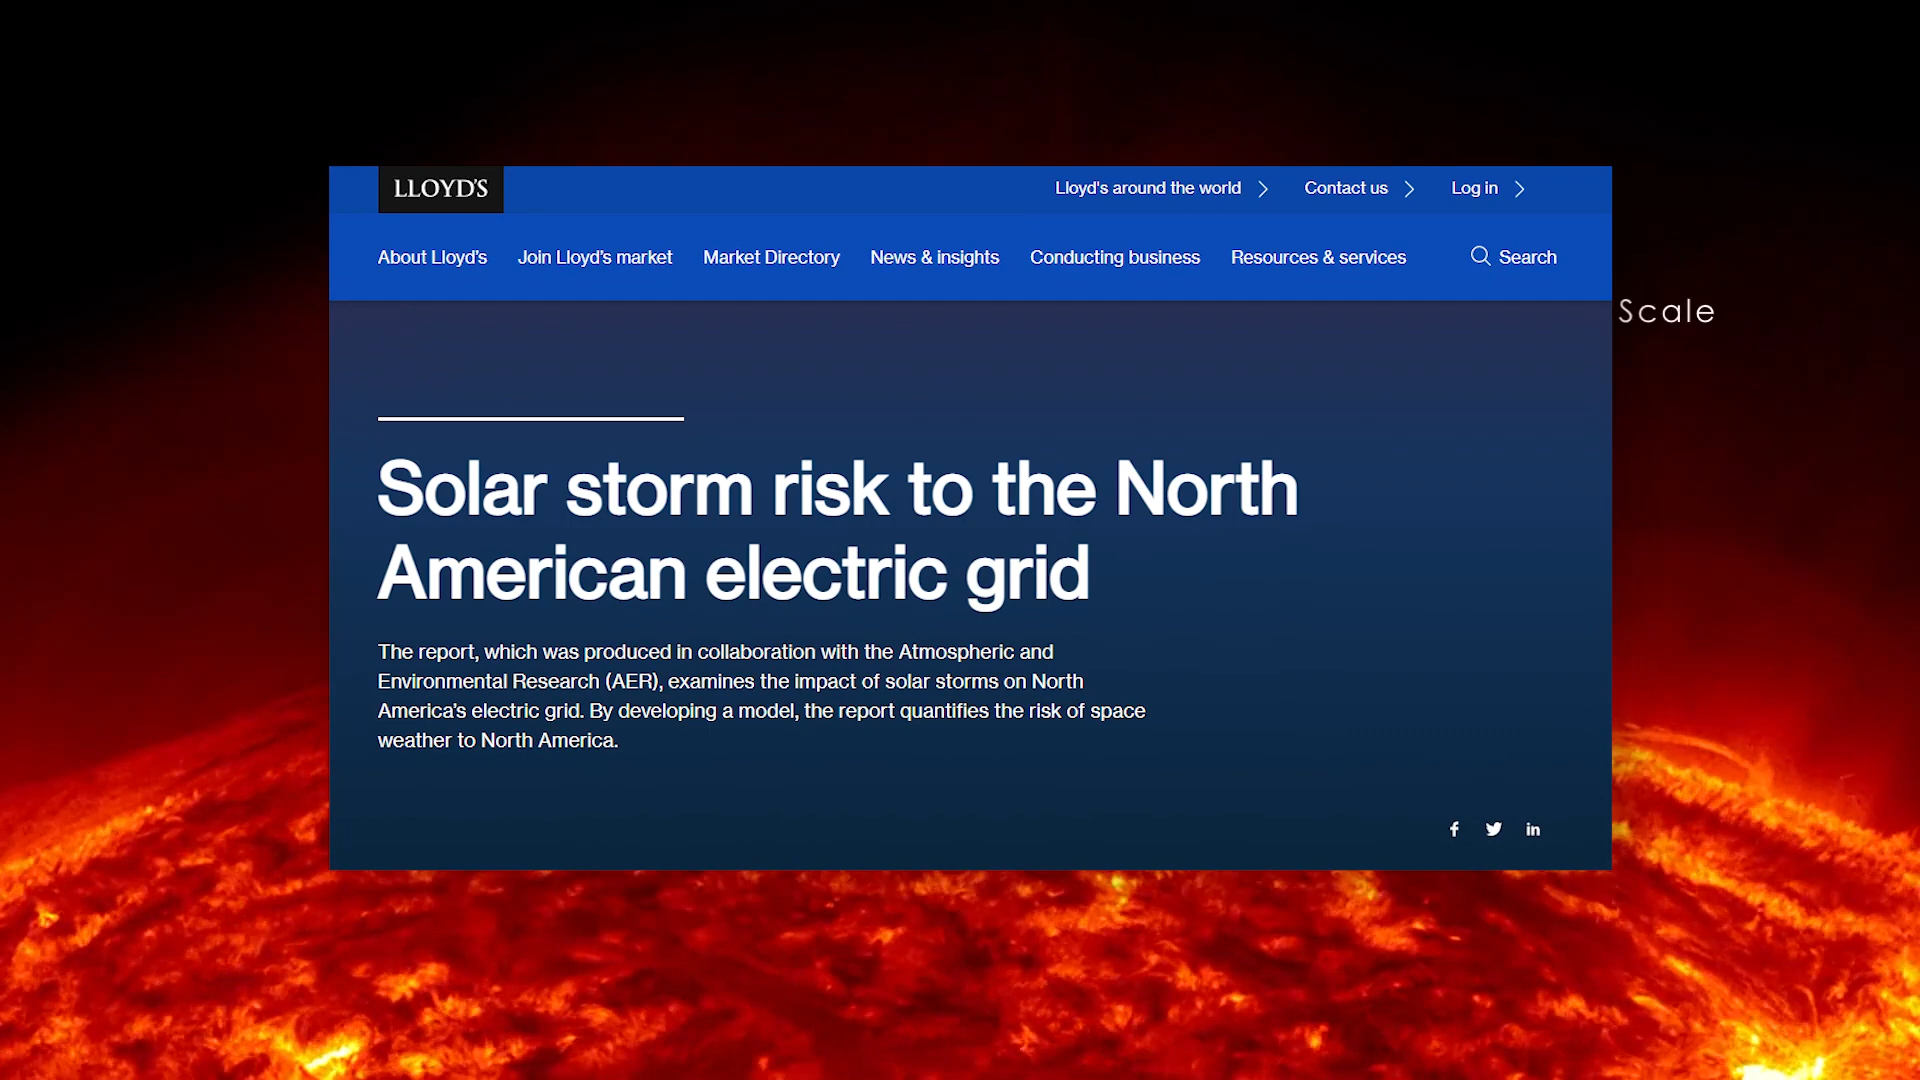 LLOYD'S
Lloyd's around the world
Contact us
Log in
About Lloyd's
Join Lloyd's market
Market Directory
News & insights
Conducting business
Resources & services
Search
Scale
Solar storm risk to the North
American electric grid
The report, which was produced in collaboration with the Atmospheric and
Environmental Research (AER), examines the impact of solar storms on North
America's electric grid. By developing a model, the report quantifies the risk of space
weather to North America.
f
in